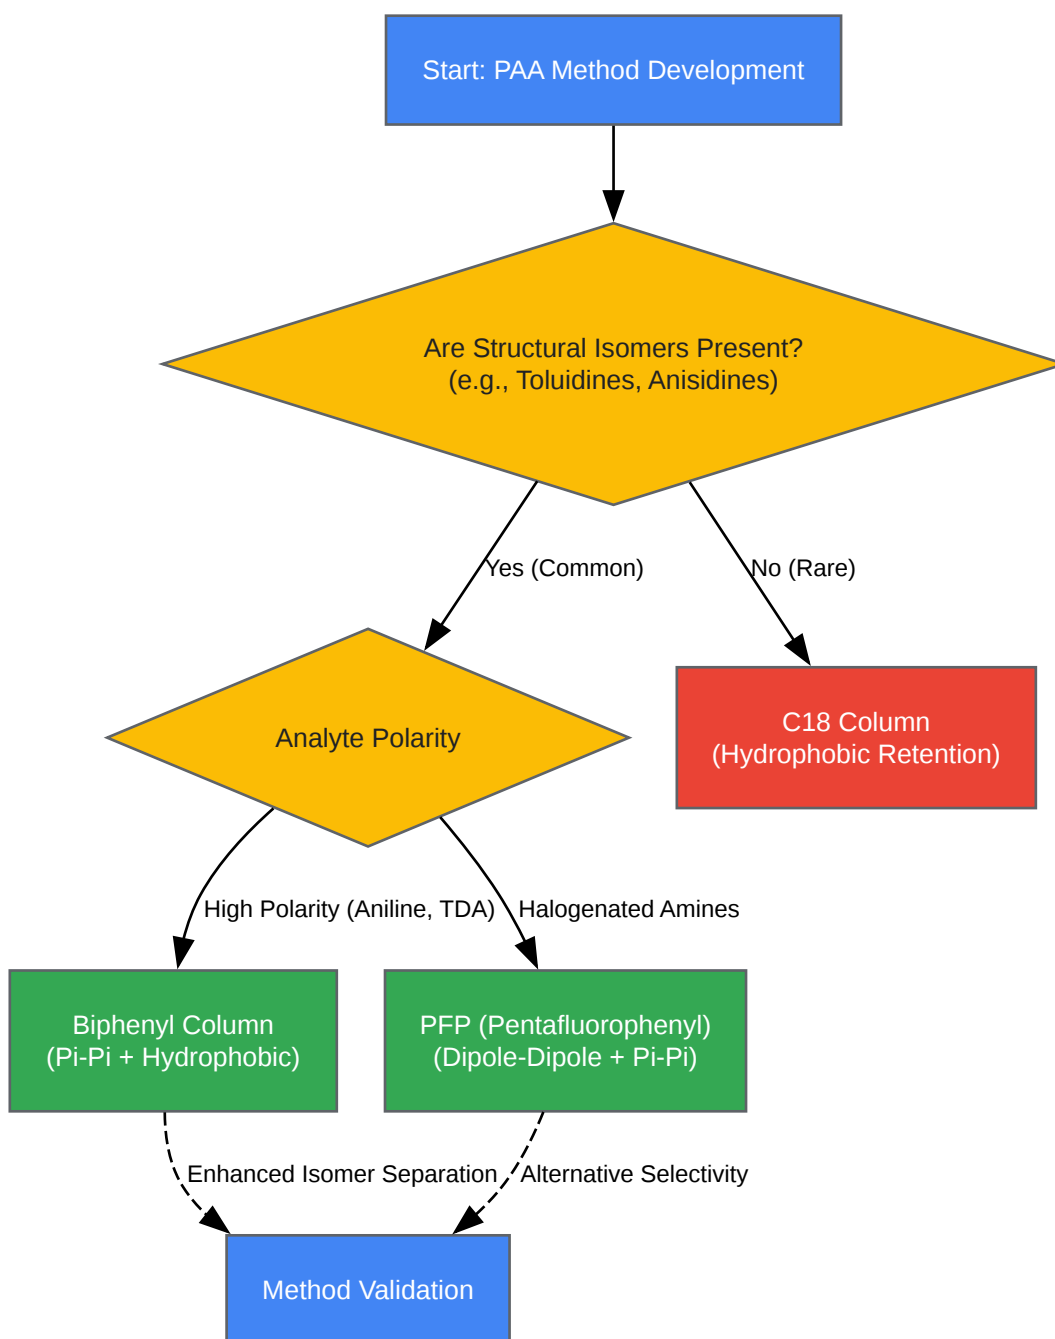 Start: PAA Method Development
Are Structural Isomers Present?
(e.g., Toluidines, Anisidines)
Yes (Common)
No (Rare)
Analyte Polarity
C18 Column
(Hydrophobic Retention)
High Polarity (Aniline, TDA)
Halogenated Amines
Biphenyl Column
(Pi-Pi + Hydrophobic)
PFP (Pentafluorophenyl)
(Dipole-Dipole + Pi-Pi)
Enhanced Isomer Separation
Alternative Selectivity
Method Validation